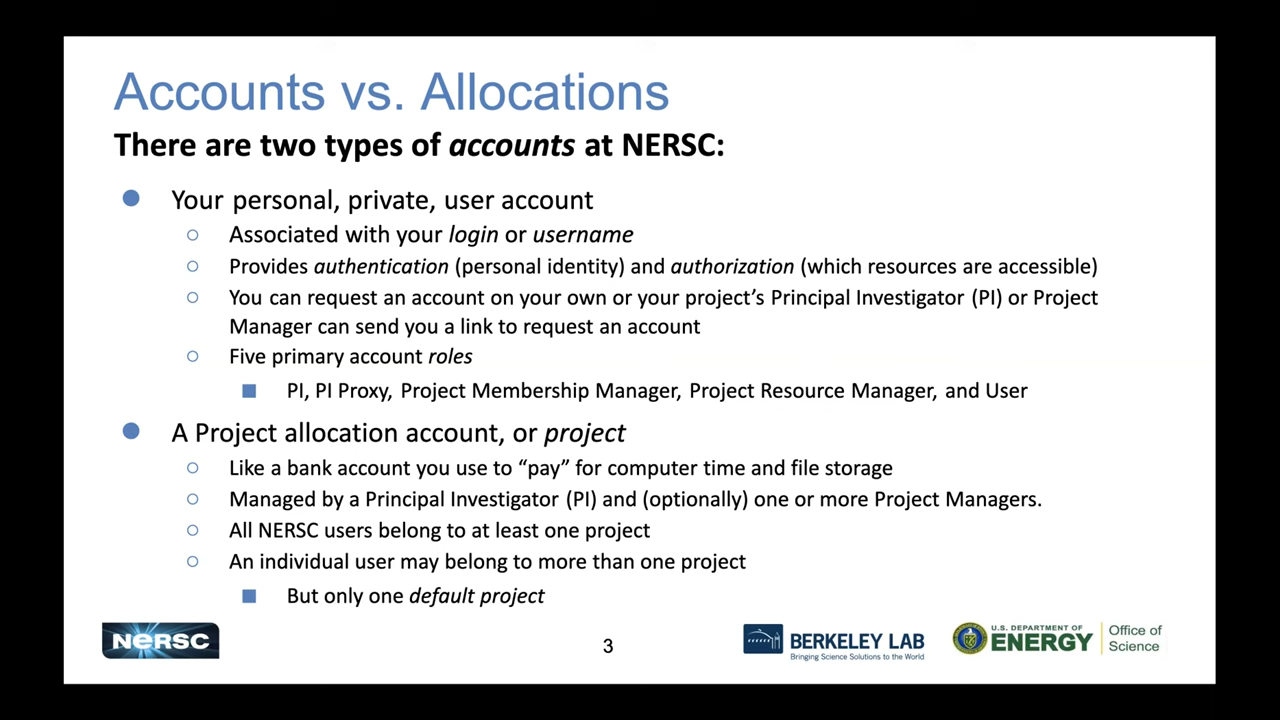 Accounts vs. Allocations
There are two types of accounts at NERSC:
Your personal, private, user account
Associated with your login or username
Provides authentication (personal identity) and authorization (which resources are accessible)
You can request an account on your own or your project’s Principal Investigator (PI) or Project
Manager can send you a link to request an account
Five primary account roles
PI, PI Proxy, Project Membership Manager, Project Resource Manager, and User
A Project allocation account, or project
Like a bank account you use to “pay” for computer time and file storage
Managed by a Principal Investigator (PI) and (optionally) one or more Project Managers.
All NERSC users belong to at least one project
An individual user may belong to more than one project
But only one default project
NERSC
3
BERKELEY LAB
Bringing Science Solutions to the World
U.S. DEPARTMENT OF
ENERGY
Office of
Science